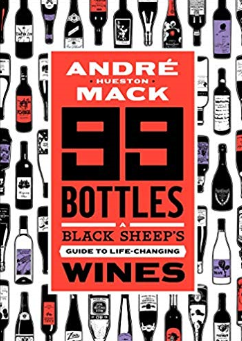 ANDRÉ
HUESTON
MACK
99
BOTTLES
A
BLACK SHEEP'S
GUIDE TO LIFE-CHANGING
WINES